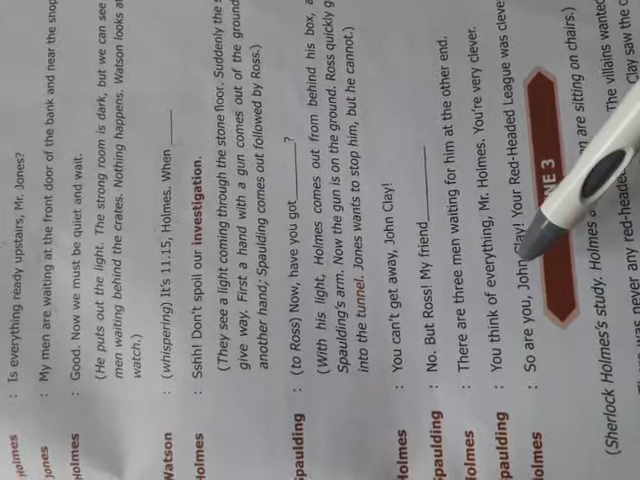 Holmes : Is everything ready upstairs, Mr. Jones?
Jones : My men are waiting at the front door of the bank and near the shop
Holmes : Good. Now we must be quiet and wait.
(He puts out the light. The strong room is dark, but we can see
men waiting behind the crates. Nothing happens. Watson looks at
watch.)
Watson : (whispering) It's 11.15, Holmes. When ______
Holmes : Sshh! Don't spoil our investigation.
(They see a light coming through the stone floor. Suddenly the
give way. First a hand with a gun comes out of the ground
another hand; Spaulding comes out followed by Ross.)
Spaulding : (to Ross) Now, have you got ______?
(With his light, Holmes comes out from behind his box,
Spaulding's arm. Now the gun is on the ground. Ross quickly
into the tunnel. Jones wants to stop him, but he cannot.)
Holmes : You can't get away, John Clay!
Spaulding : No. But Ross! My friend ______
Holmes : There are three men waiting for him at the other end.
Spaulding : You think of everything, Mr. Holmes. You're very clever.
Holmes : So are you, John Clay! Your Red-Headed League was
NE 3
(Sherlock Holmes's study. Holmes are sitting on chairs.)
The villains wanted
never any red-headed Clay saw the